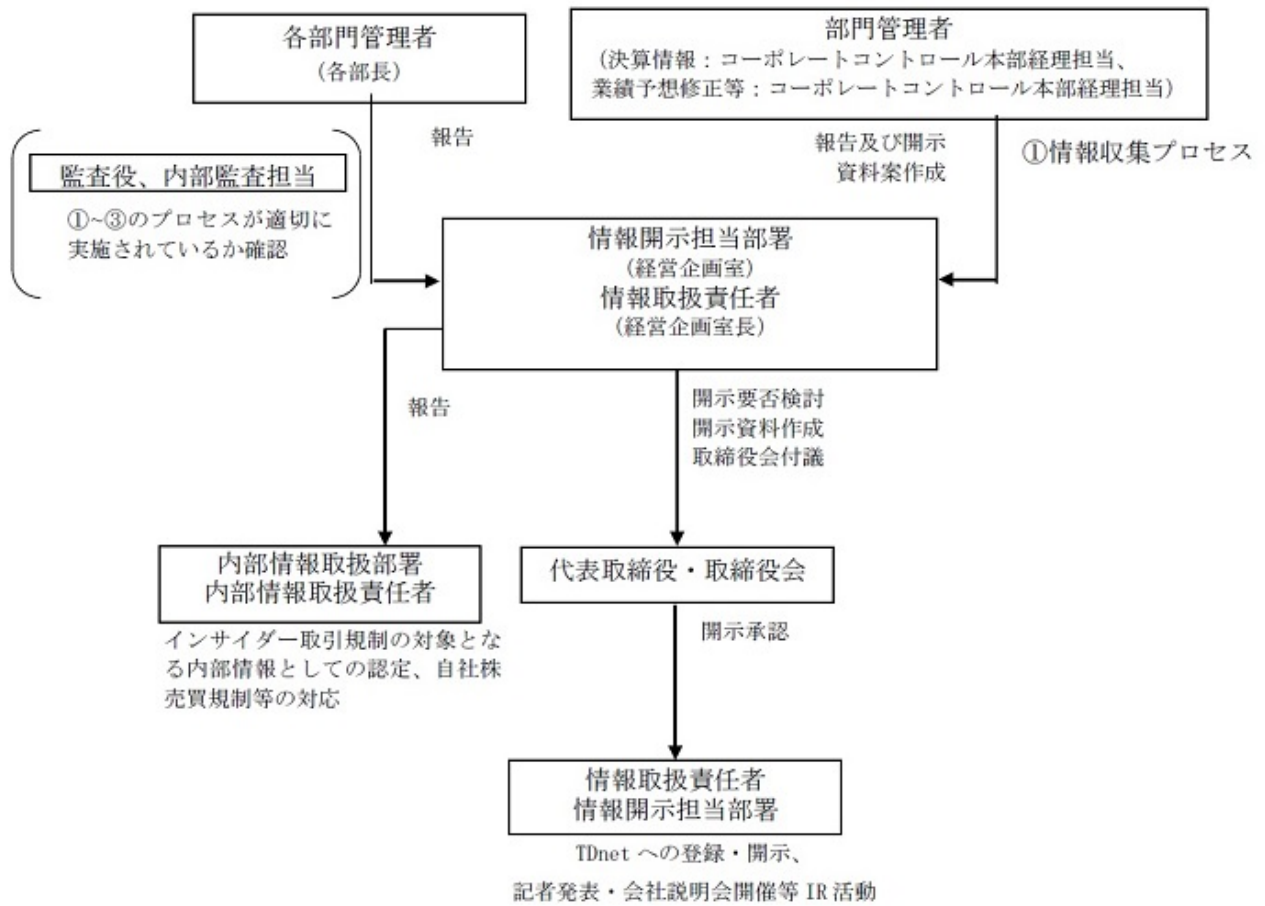 各部門管理者
(各部長)
部門管理者
(決算情報:コーポレートコントロール本部経理担当、
業績予想修正等:コーポレートコントロール本部経理担当)
報告
報告及び開示
資料案作成
①情報収集プロセス
監査役、内部監査担当
①~③のプロセスが適切に
実施されているか確認
情報開示担当部署
(経営企画室)
情報取扱責任者
(経営企画室長)
報告
開示要否検討
開示資料作成
取締役会付議
内部情報取扱部署
内部情報取扱責任者
インサイダー取引規制の対象とな
る内部情報としての認定、自社株
売買規制等の対応
代表取締役・取締役会
開示承認
情報取扱責任者
情報開示担当部署
TDnet への登録・開示、
記者発表・会社説明会開催等 IR 活動